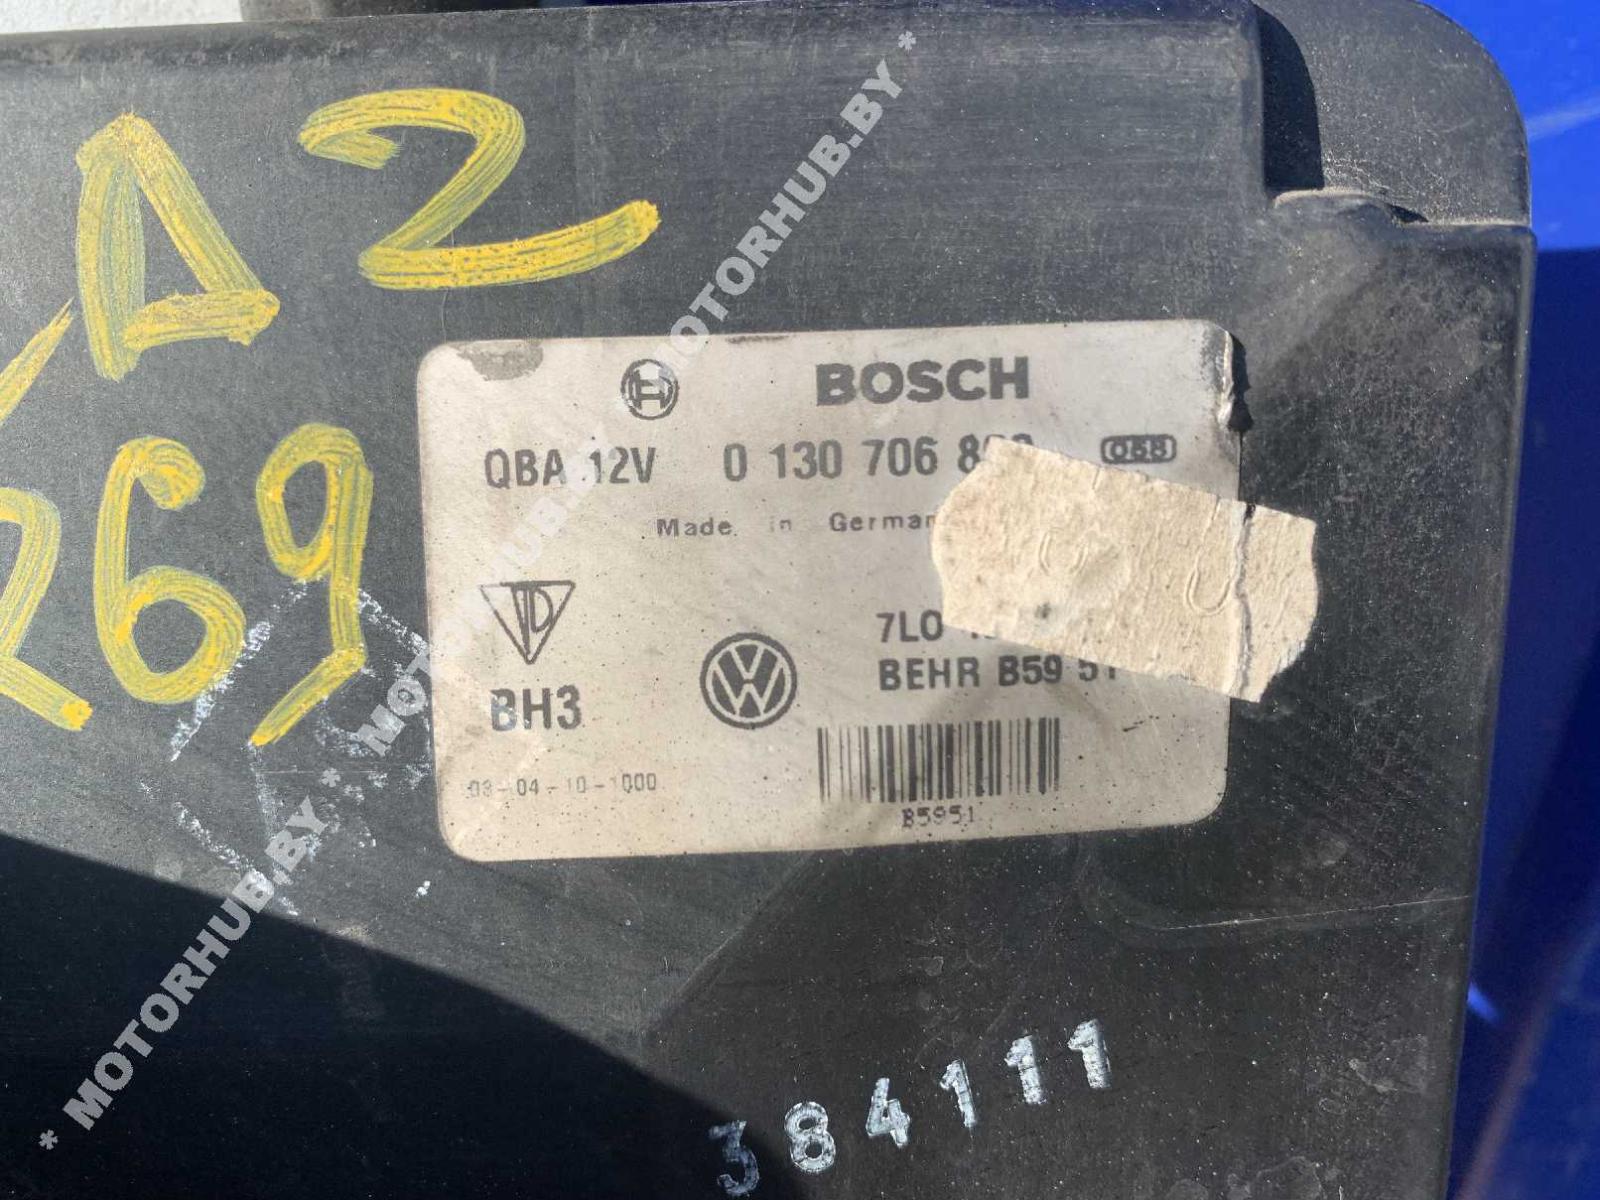 A2
269
BOSCH
QBA 12V 0 130 706 8
Made in German
7L0
BH3
BEHR B59 51
03-04-10-1000
B5951
384111
* MOTORHUB.BY * MOTORHUB.BY * MOTORHUB.BY *